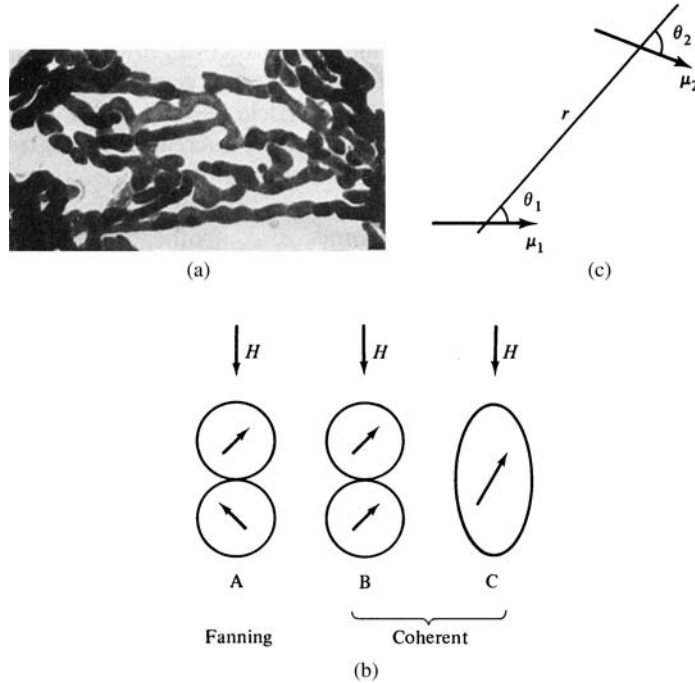 θ₂
μ₂
r
θ₁
μ₁
(a)
(c)
H H H
A B C
Fanning Coherent
(b)